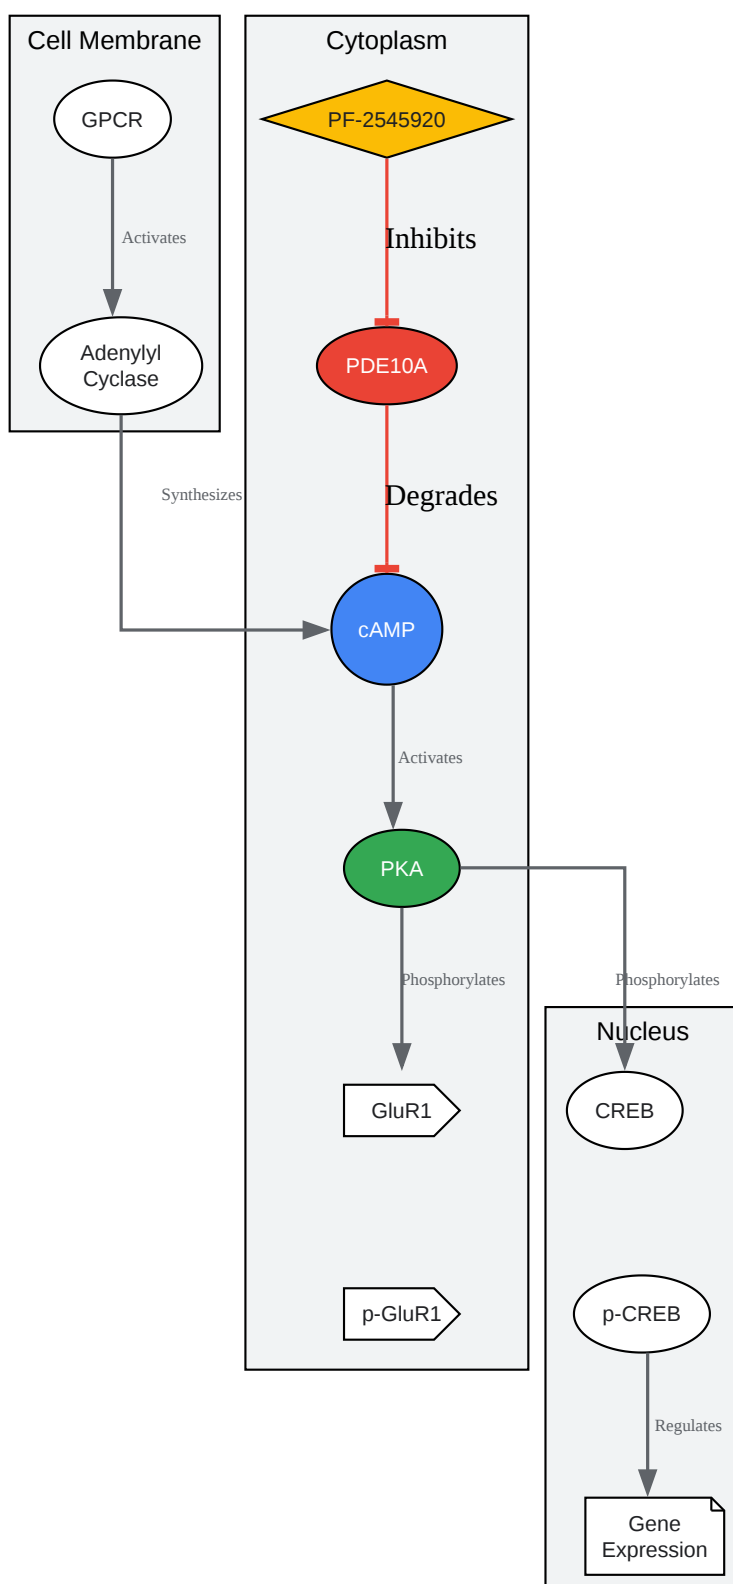 Cell Membrane
Cytoplasm
GPCR
PF-2545920
Activates
Inhibits
Adenylyl
Cyclase
PDE10A
Synthesizes
Degrades
cAMP
Activates
PKA
Phosphorylates
Phosphorylates
Nucleus
GluR1
CREB
p-GluR1
p-CREB
Regulates
Gene
Expression